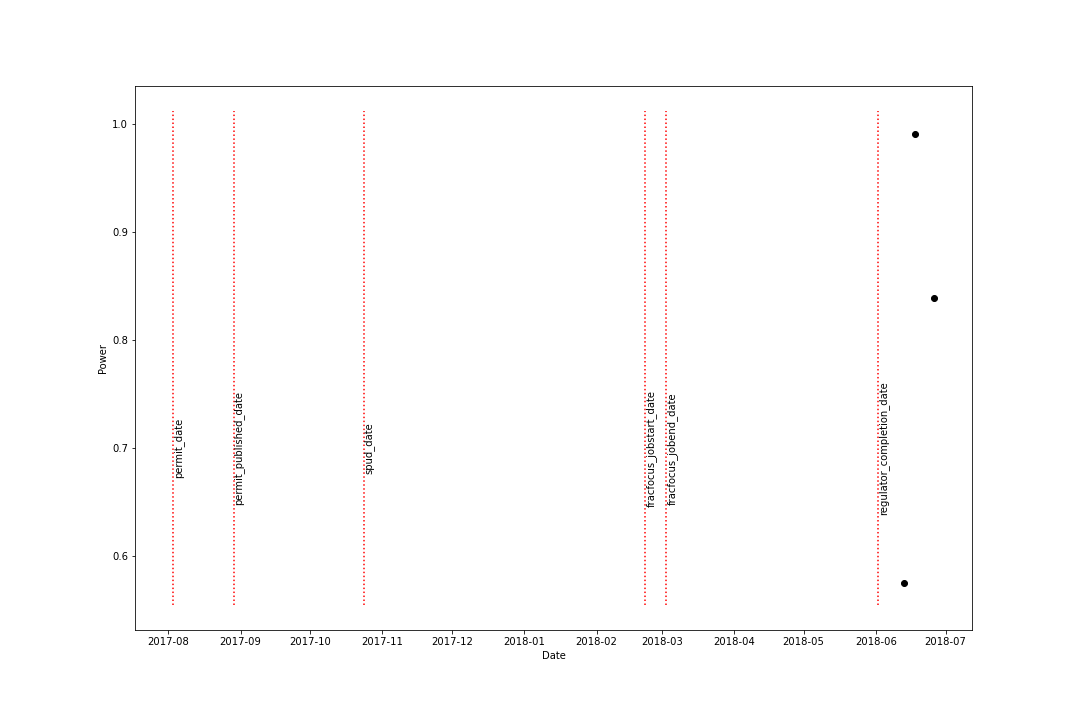 1.0
0.9
0.8
0.7
0.6
Power
permit_date
permit_published_date
spud_date
fracfocus_jobstart_date
fracfocus_jobend_date
regulator_completion_date
2017-08 2017-09 2017-10 2017-11 2017-12 2018-01 2018-02 2018-03 2018-04 2018-05 2018-06 2018-07
Date